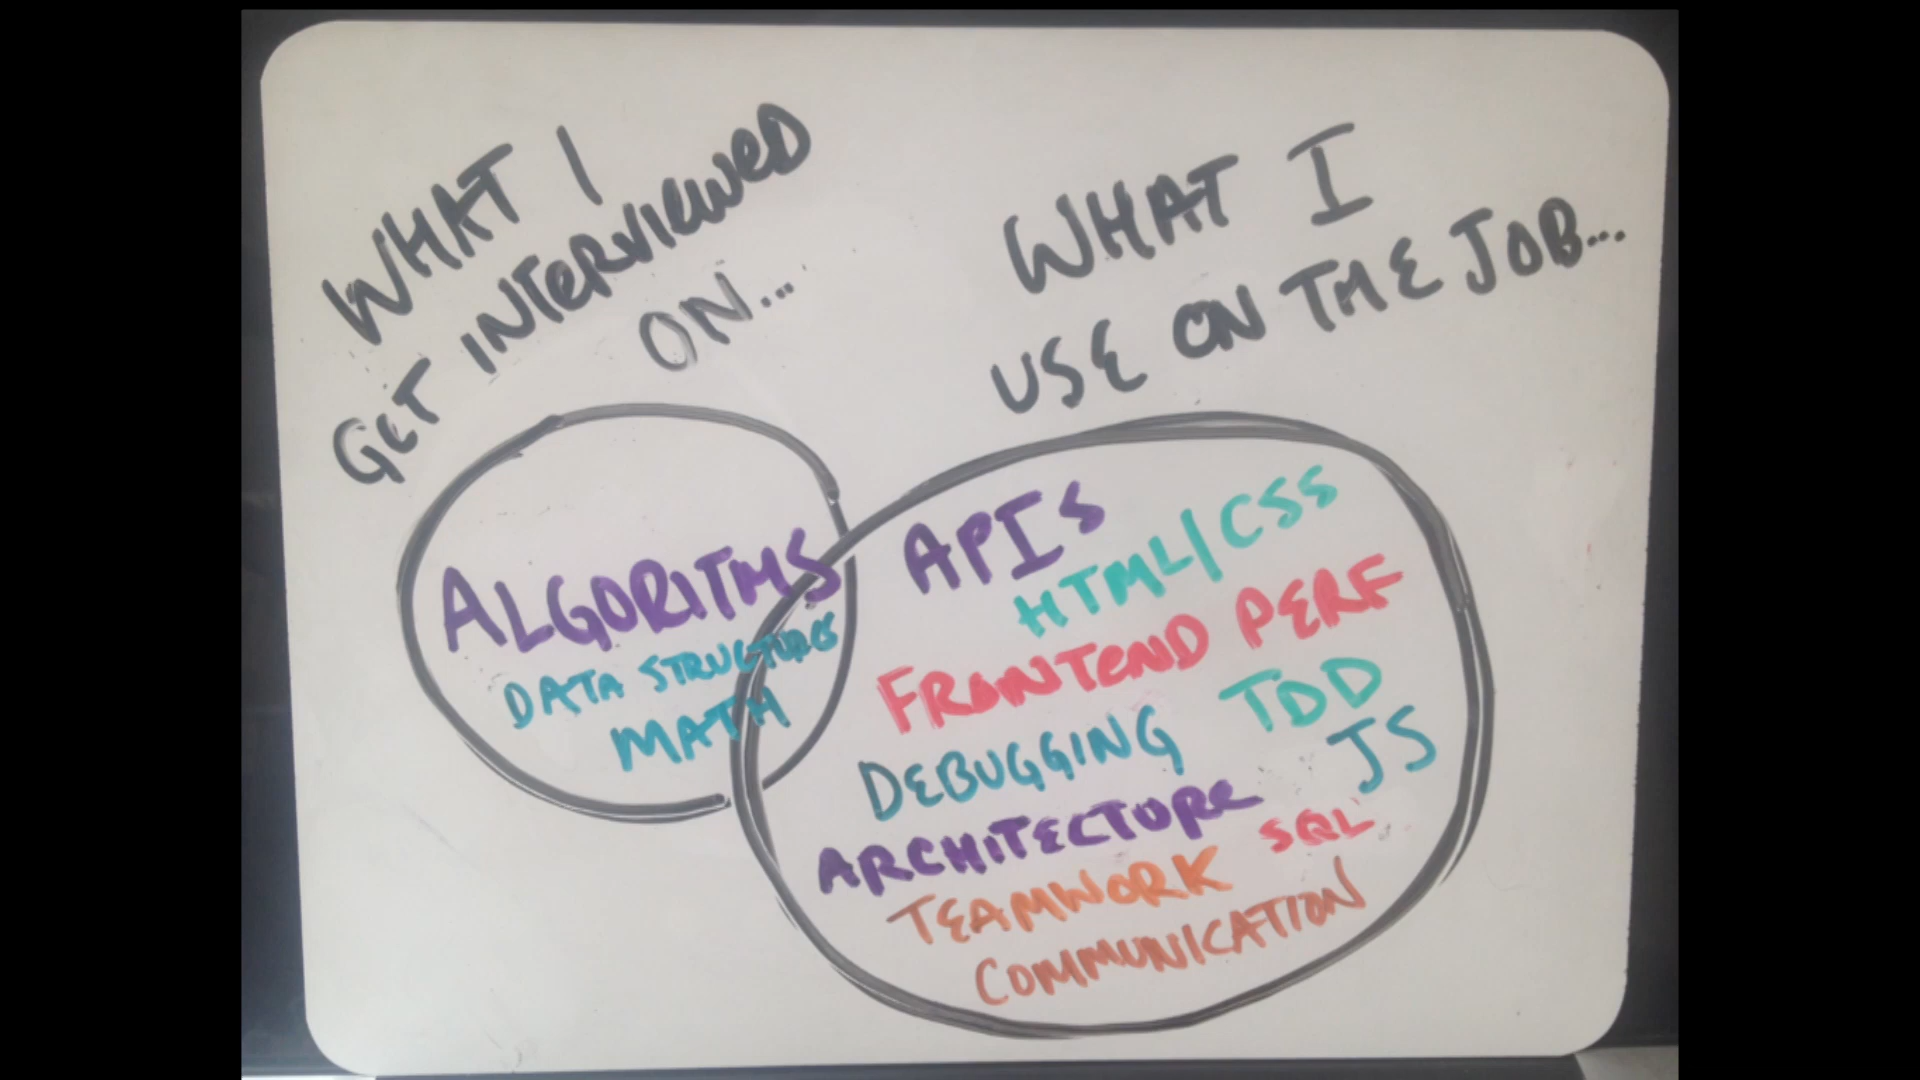 WHAT I
GET INTERVIEWED
ON...
WHAT I
USE ON THE JOB...
ALGORITMS
DATA STRUCTURES
MATH
APIS
HTML/CSS
FRONTEND PERF
DEBUGGING TDD
JS
ARCHITECTURE
SQL
TEAMWORK
COMMUNICATION